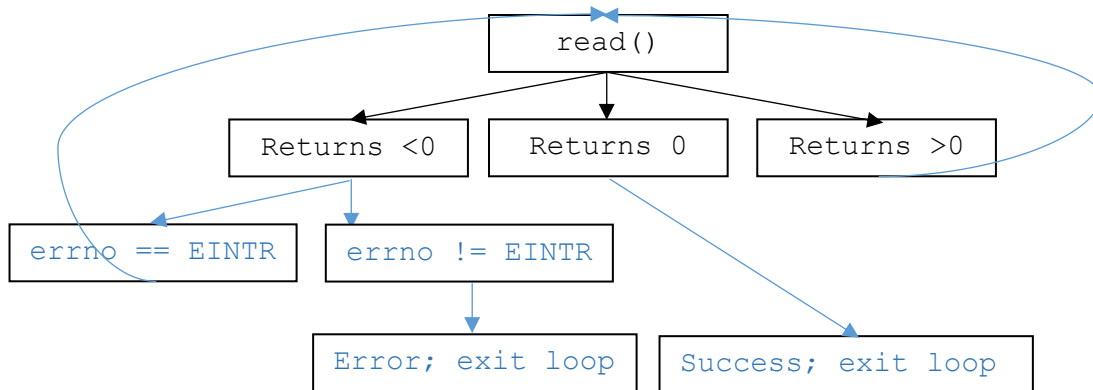 read()
Returns <0
Returns 0
Returns >0
errno == EINTR
errno != EINTR
Error; exit loop
Success; exit loop